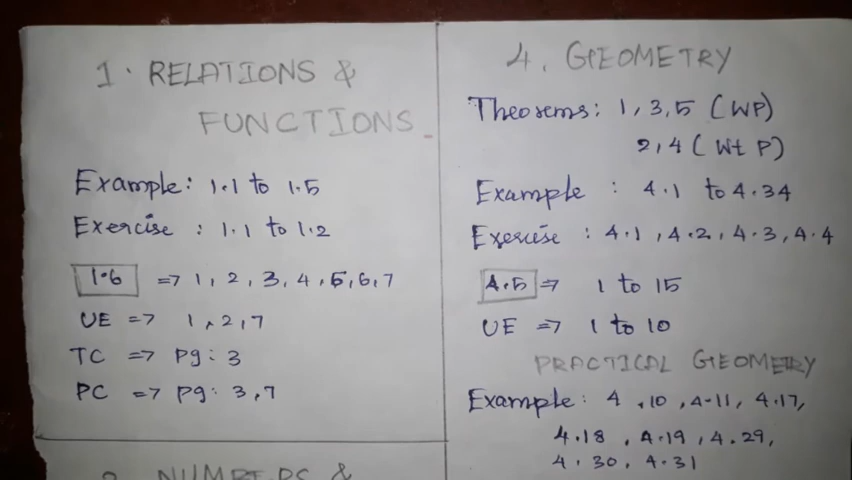 1. RELATIONS &
FUNCTIONS
Example: 1.1 to 1.5
Exercise : 1.1 to 1.2
1.6 => 1, 2, 3, 4, 5, 6, 7
UE => 1, 2, 7
TC => Pg: 3
PC => Pg: 3, 7
2. NUMBERS &
4. GEOMETRY
Theorems: 1, 3, 5 (WP)
2, 4 (Wt P)
Example : 4.1 to 4.34
Exercise : 4.1, 4.2, 4.3, 4.4
4.5 => 1 to 15
UE => 1 to 10
PRACTICAL GEOMETRY
Example: 4.10, 4.11, 4.17,
4.18, 4.19, 4.29,
4.30, 4.31